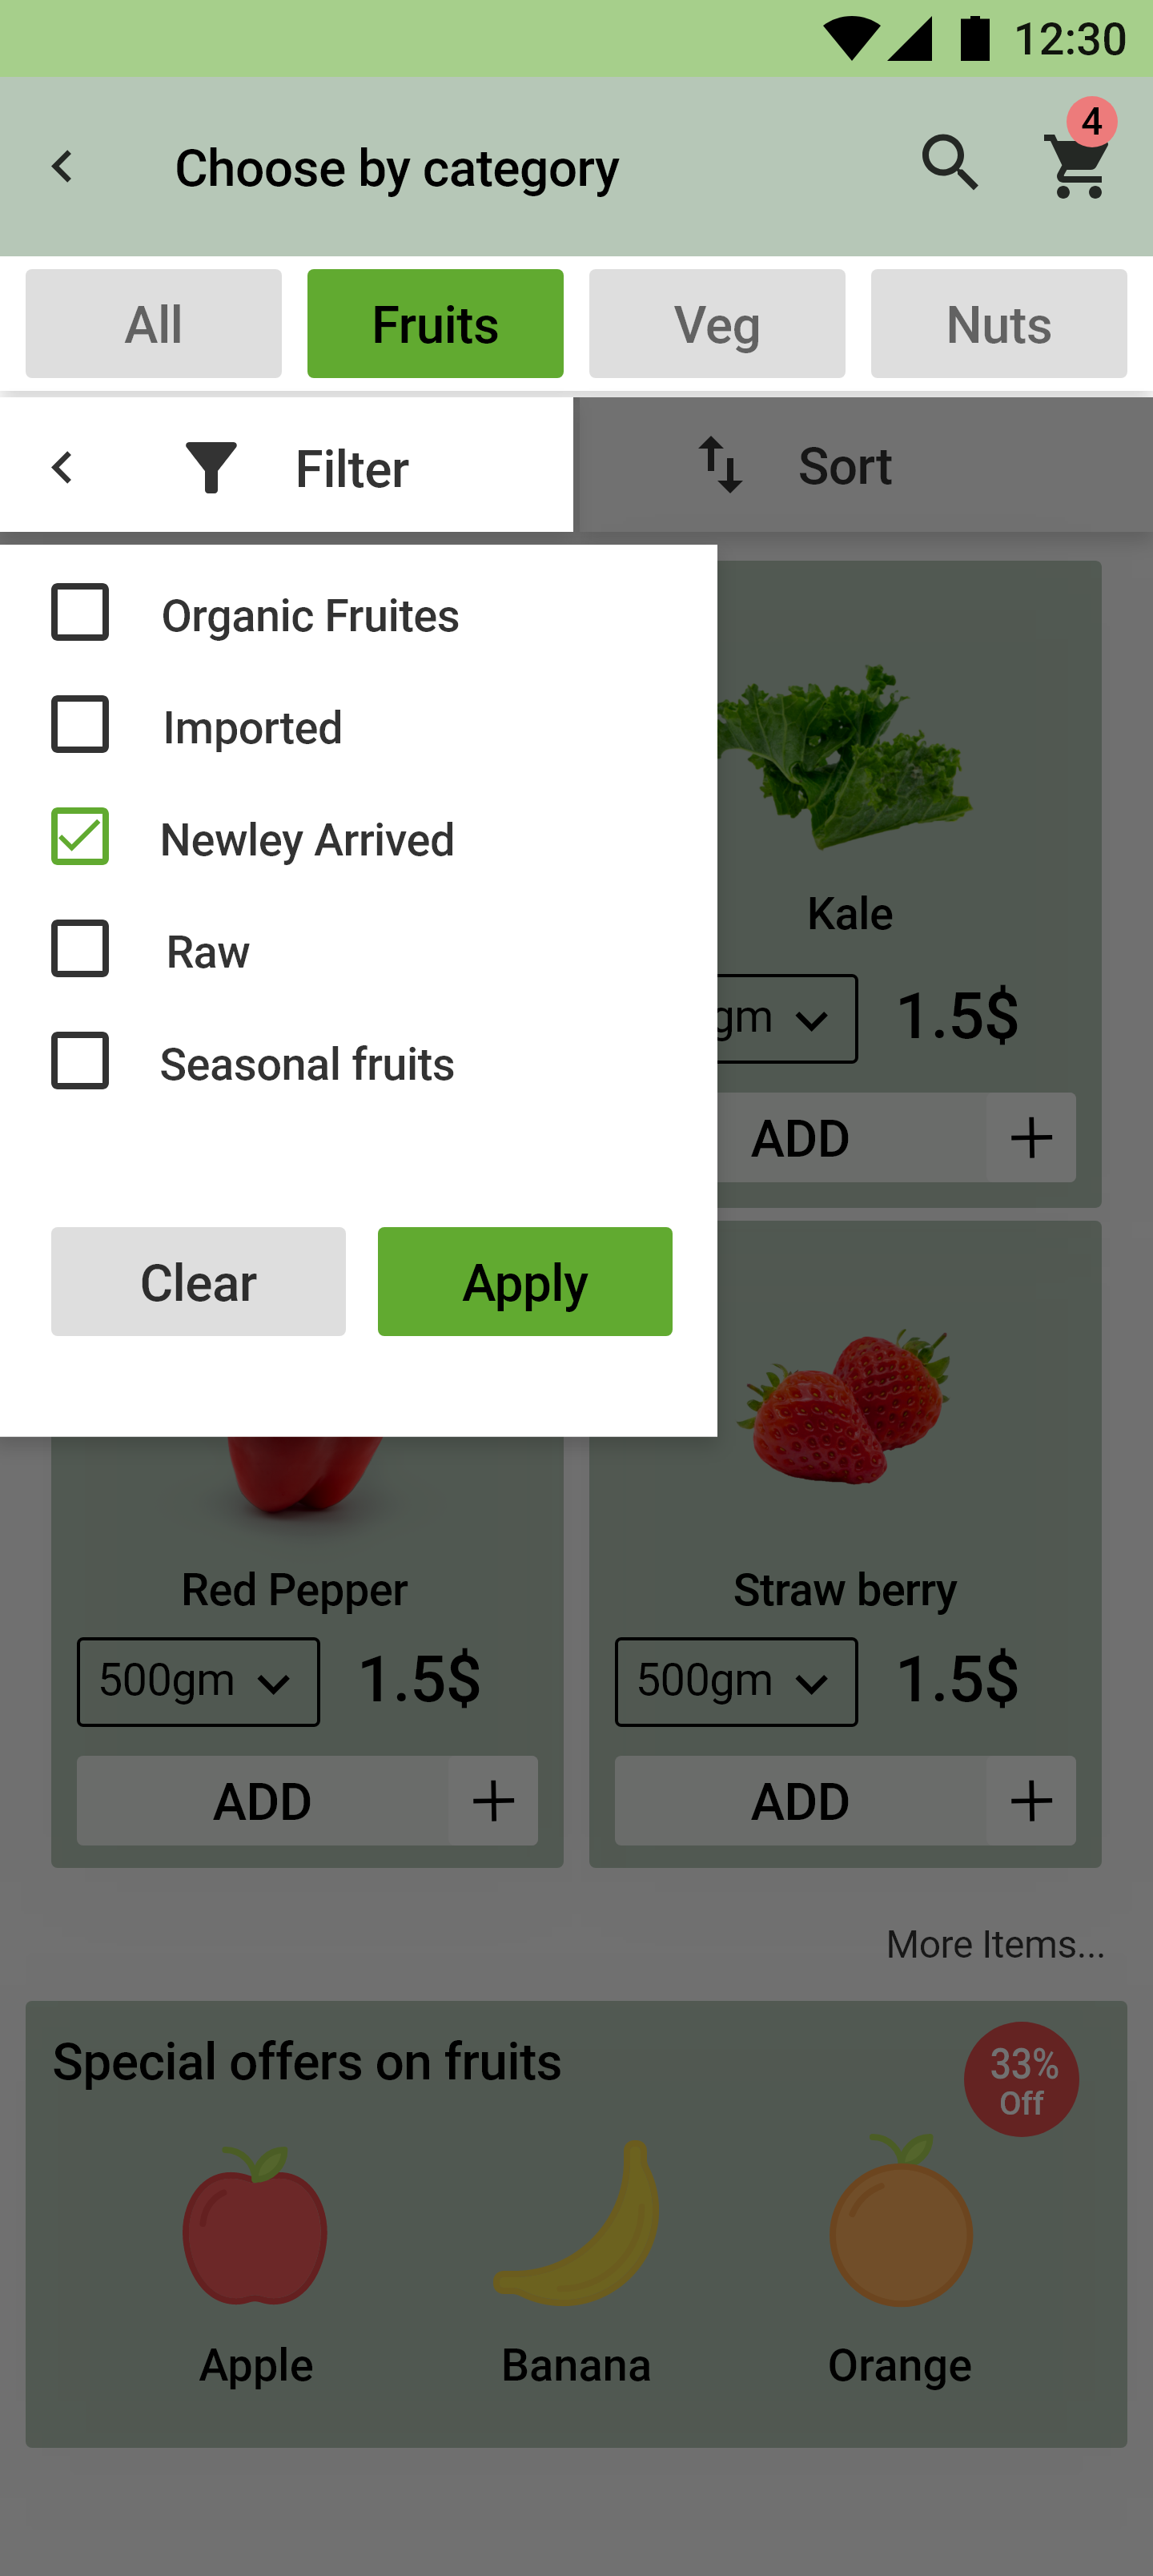 12:30
4
Choose by category
All
Fruits
Veg
Nuts
Filter
Sort
Organic Fruites
Imported
Newley Arrived
Raw
Seasonal fruits
Clear
Apply
Kale
gm
1.5$
ADD
Red Pepper
500gm
1.5$
ADD
Straw berry
500gm
1.5$
ADD
More Items...
Special offers on fruits
33%
Off
Apple
Banana
Orange